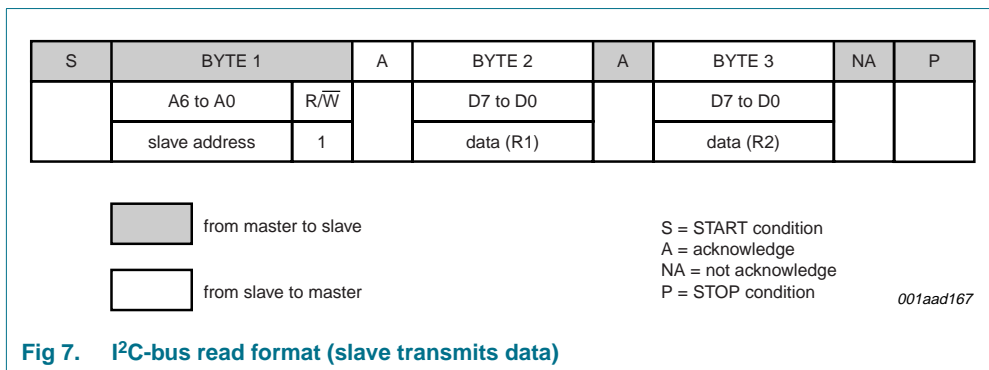 S BYTE 1 A BYTE 2 A BYTE 3 NA P
A6 to A0 R/W̅ D7 to D0 D7 to D0
slave address 1 data (R1) data (R2)
from master to slave
from slave to master
S = START condition
A = acknowledge
NA = not acknowledge
P = STOP condition
001aad167
Fig 7. I²C-bus read format (slave transmits data)